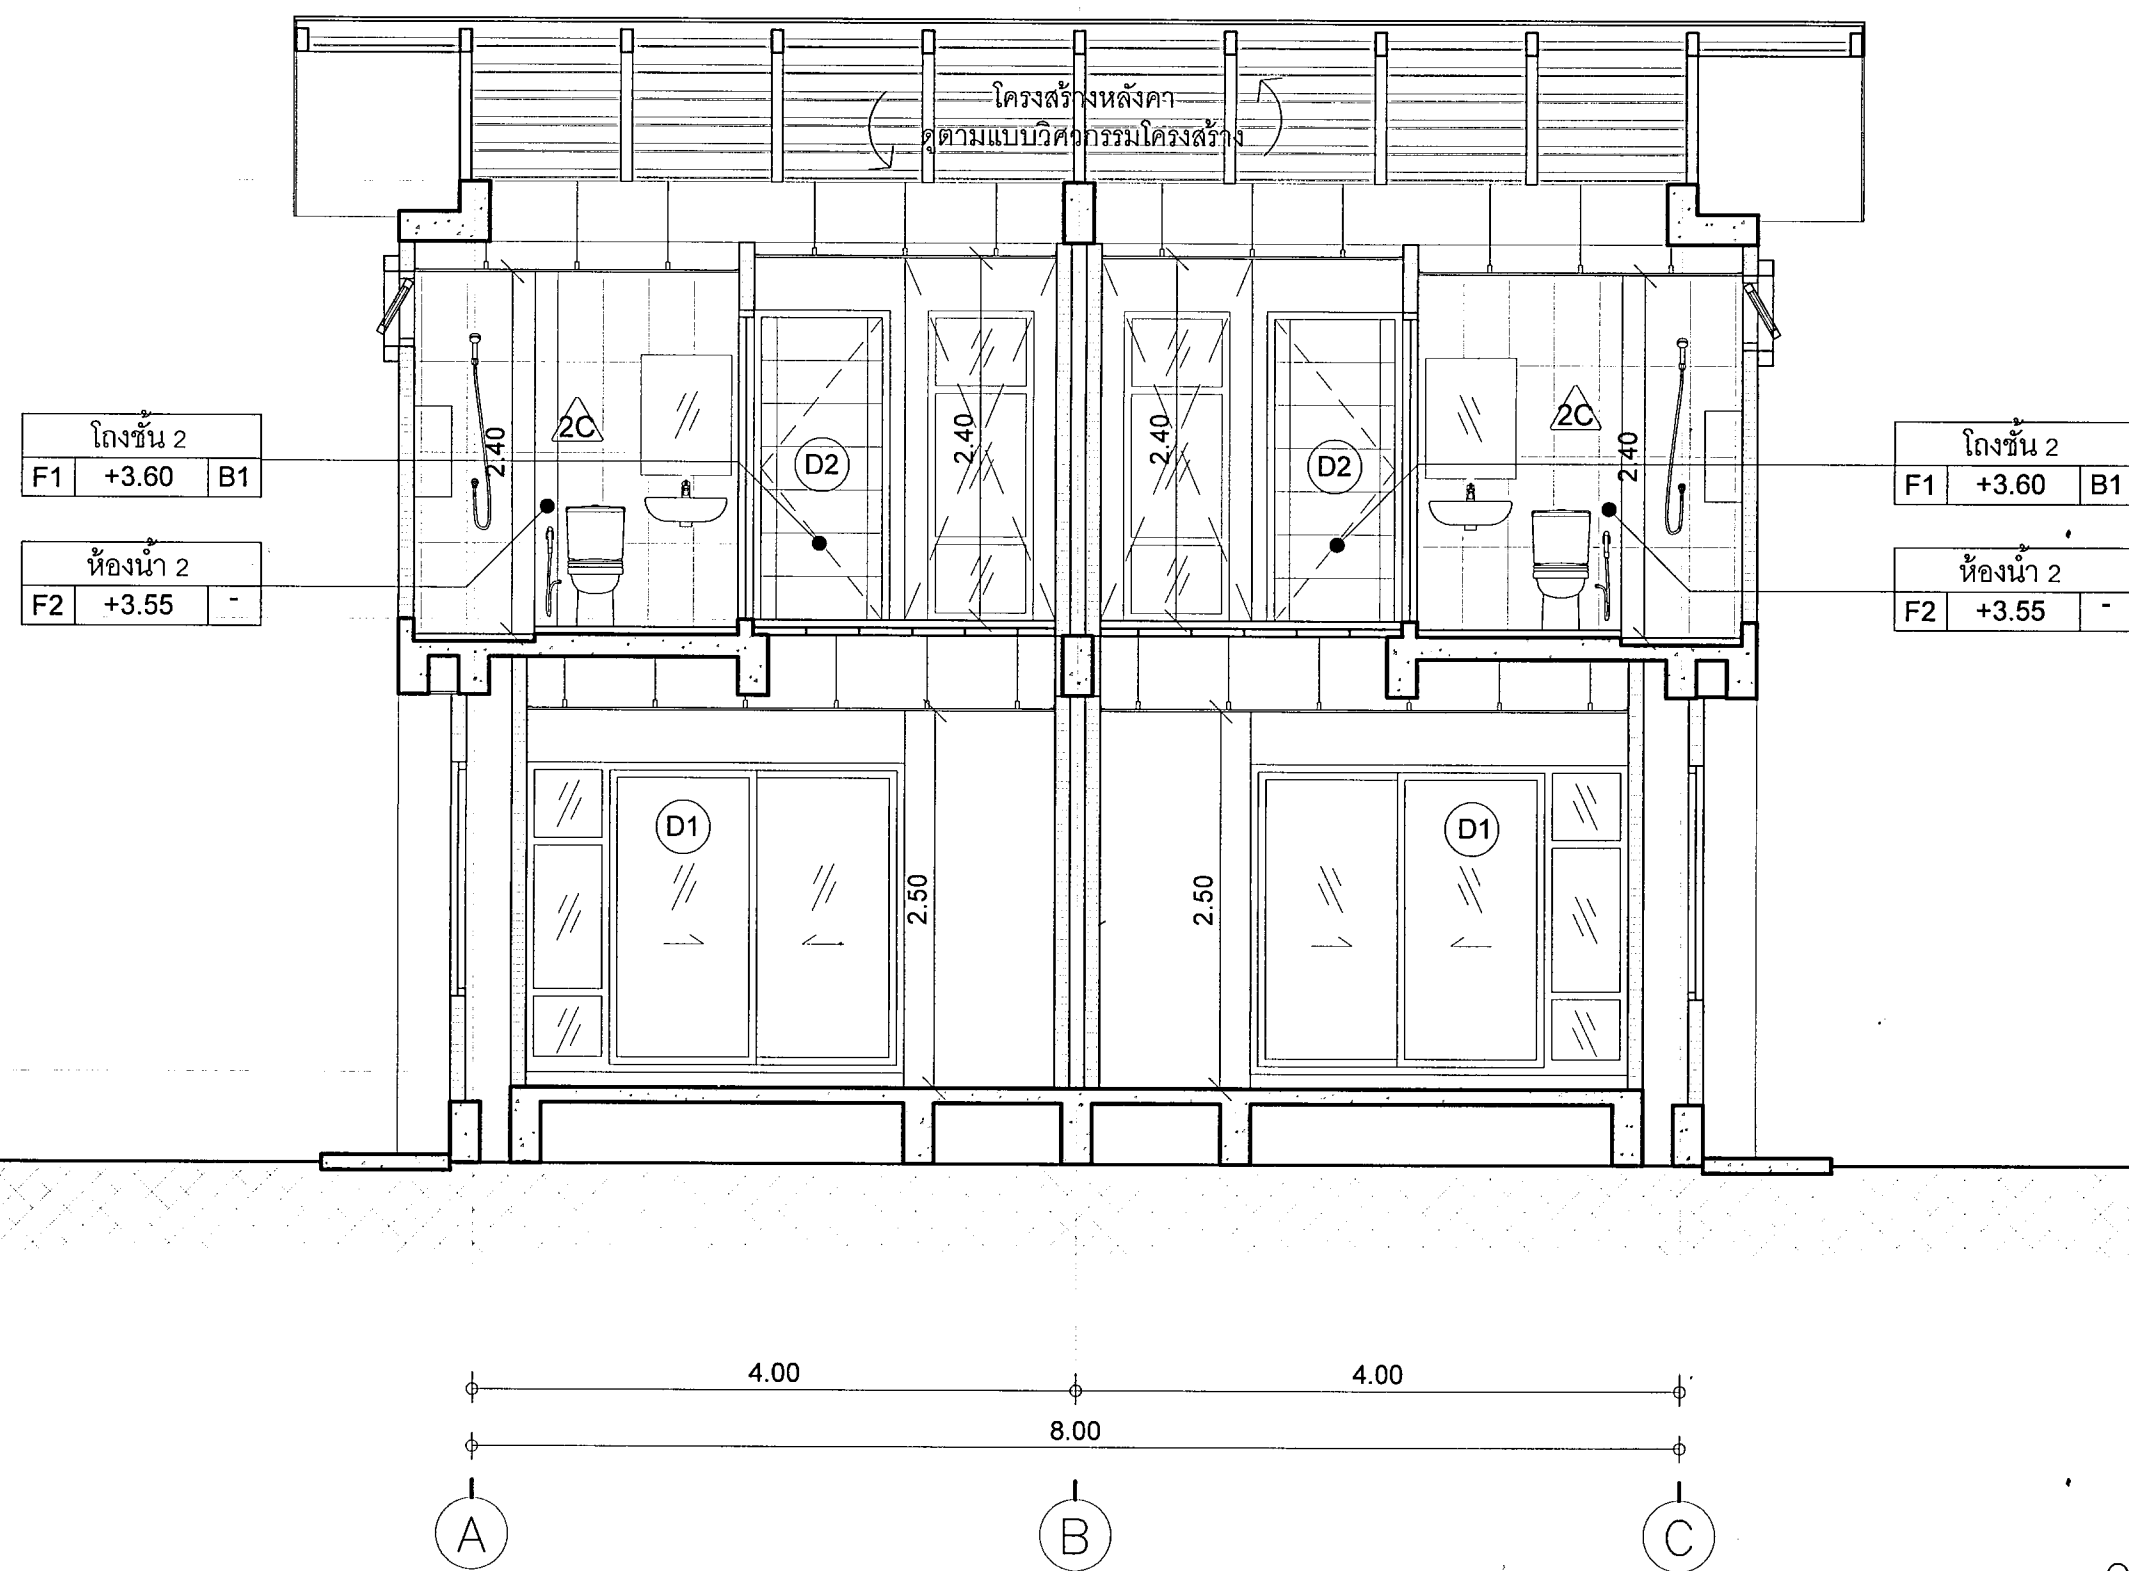 โครงสร้างหลังคา
ดูตามแบบวิศวกรรมโครงสร้าง
โถงชั้น 2
F1 +3.60 B1
ห้องน้ำ 2
F2 +3.55 -
2.40
2C
D2
2.40
2.40
D2
2C
2.40
โถงชั้น 2
F1 +3.60 B1
ห้องน้ำ 2
F2 +3.55 -
D1
2.50
2.50
D1
4.00
4.00
8.00
A
B
C